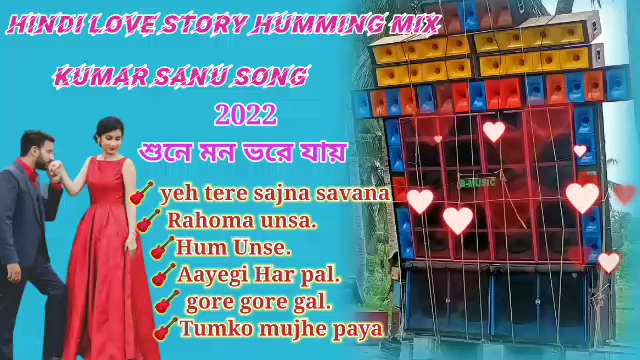 HINDI LOVE STORY HUMMING MIX
KUMAR SANU SONG
2022
শুনে মন ভরে যায়
yeh tere sajna savana
Rahoma unsa.
Hum Unse.
Aayegi Har pal.
gore gore gal.
Tumko mujhe paya
B-MUSIC